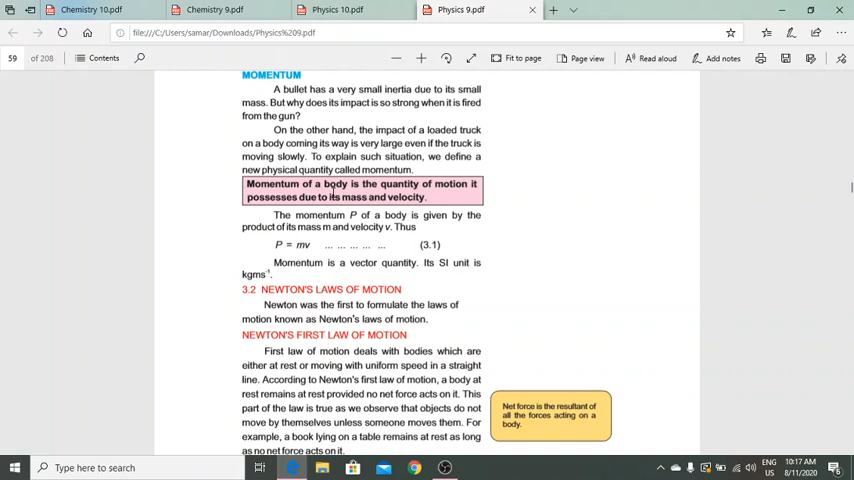 Chemistry 10.pdf
Chemistry 9.pdf
Physics 10.pdf
Physics 9.pdf
file:///C:/Users/samar/Downloads/Physics%209.pdf
59 of 208
Contents
Fit to page
Page view
Read aloud
Add notes
MOMENTUM
A bullet has a very small inertia due to its small
mass. But why does its impact is so strong when it is fired
from the gun?
On the other hand, the impact of a loaded truck
on a body coming its way is very large even if the truck is
moving slowly. To explain such situation, we define a
new physical quantity called momentum.
Momentum of a body is the quantity of motion it
possesses due to its mass and velocity.
The momentum P of a body is given by the
product of its mass m and velocity v. Thus
P = mv ... ... ... ... ... (3.1)
Momentum is a vector quantity. Its SI unit is
kgms⁻¹.
3.2 NEWTON'S LAWS OF MOTION
Newton was the first to formulate the laws of
motion known as Newton's laws of motion.
NEWTON'S FIRST LAW OF MOTION
First law of motion deals with bodies which are
either at rest or moving with uniform speed in a straight
line. According to Newton's first law of motion, a body at
rest remains at rest provided no net force acts on it. This
part of the law is true as we observe that objects do not
move by themselves unless someone moves them. For
example, a book lying on a table remains at rest as long
as no net force acts on it.
Net force is the resultant of
all the forces acting on a
body.
Type here to search
ENG
US
10:17 AM
8/11/2020